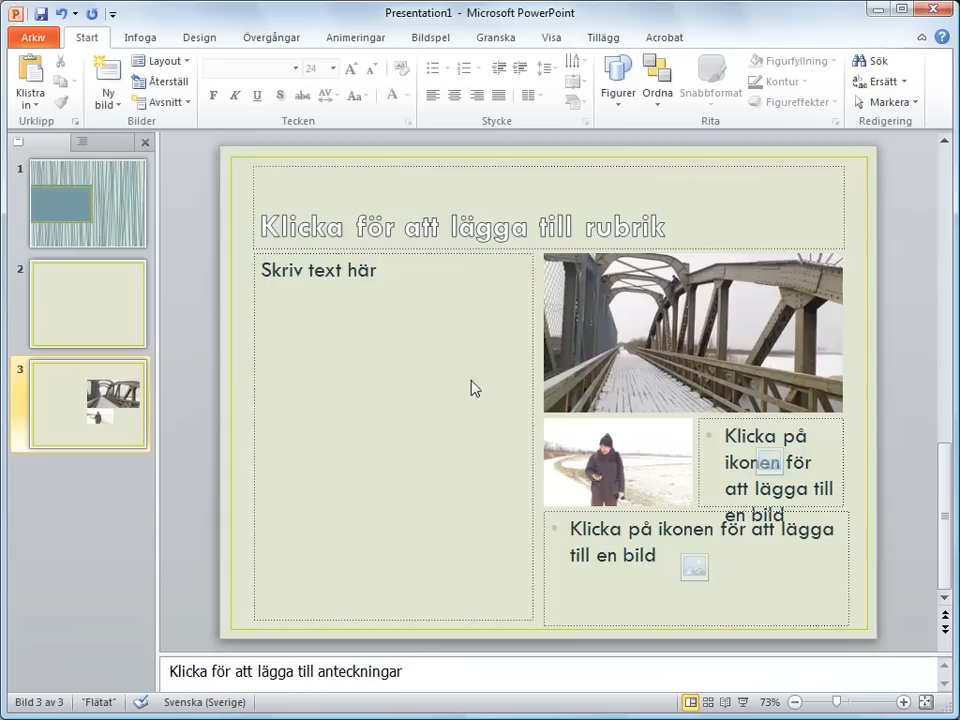 Presentation1 - Microsoft PowerPoint
Arkiv Start Infoga Design Övergångar Animeringar Bildspel Granska Visa Tillägg Acrobat
Klistra in
Urklipp
Ny bild
Layout
Återställ
Avsnitt
Bilder
24
F K U S abc AV Aa A
Tecken
Stycke
Figurer
Ordna
Snabbformat
Figurfyllning
Kontur
Figureffekter
Rita
Sök
Ersätt
Markera
Redigering
1
2
3
Klicka för att lägga till rubrik
Skriv text här
Klicka på
ikonen för
att lägga till
en bild
Klicka på ikonen för att lägga
till en bild
Klicka för att lägga till anteckningar
Bild 3 av 3 "Flätat" Svenska (Sverige) 73%